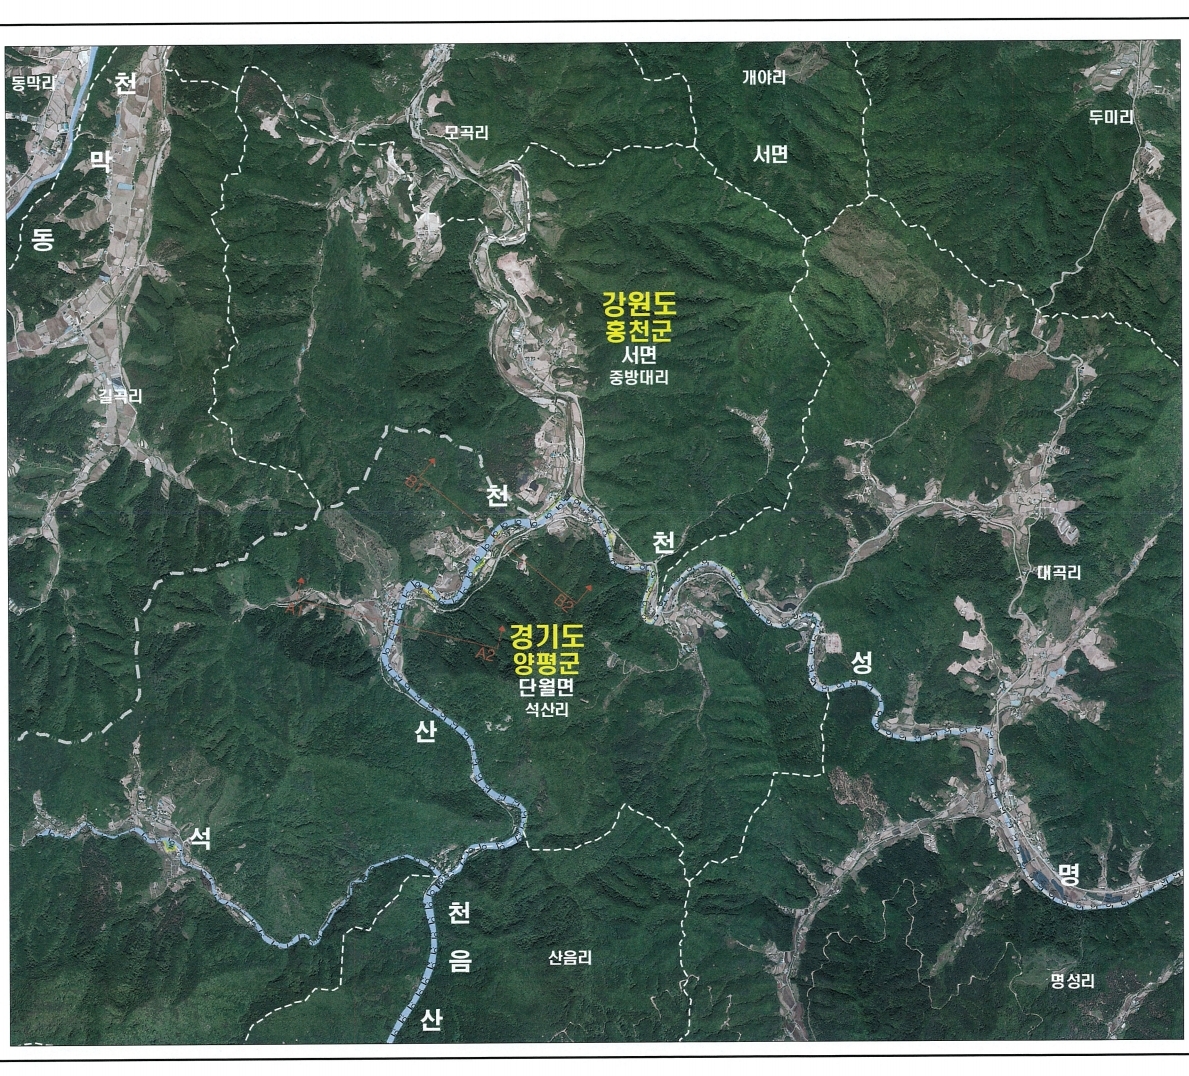 동막리
천
개야리
두미리
모곡리
막
서면
동
강원도
홍천군
서면
중방대리
길곡리
B1
천
천
대곡리
B2
경기도
양평군
단월면
석산리
A2
성
산
석
명
천
음
산음리
명성리
산